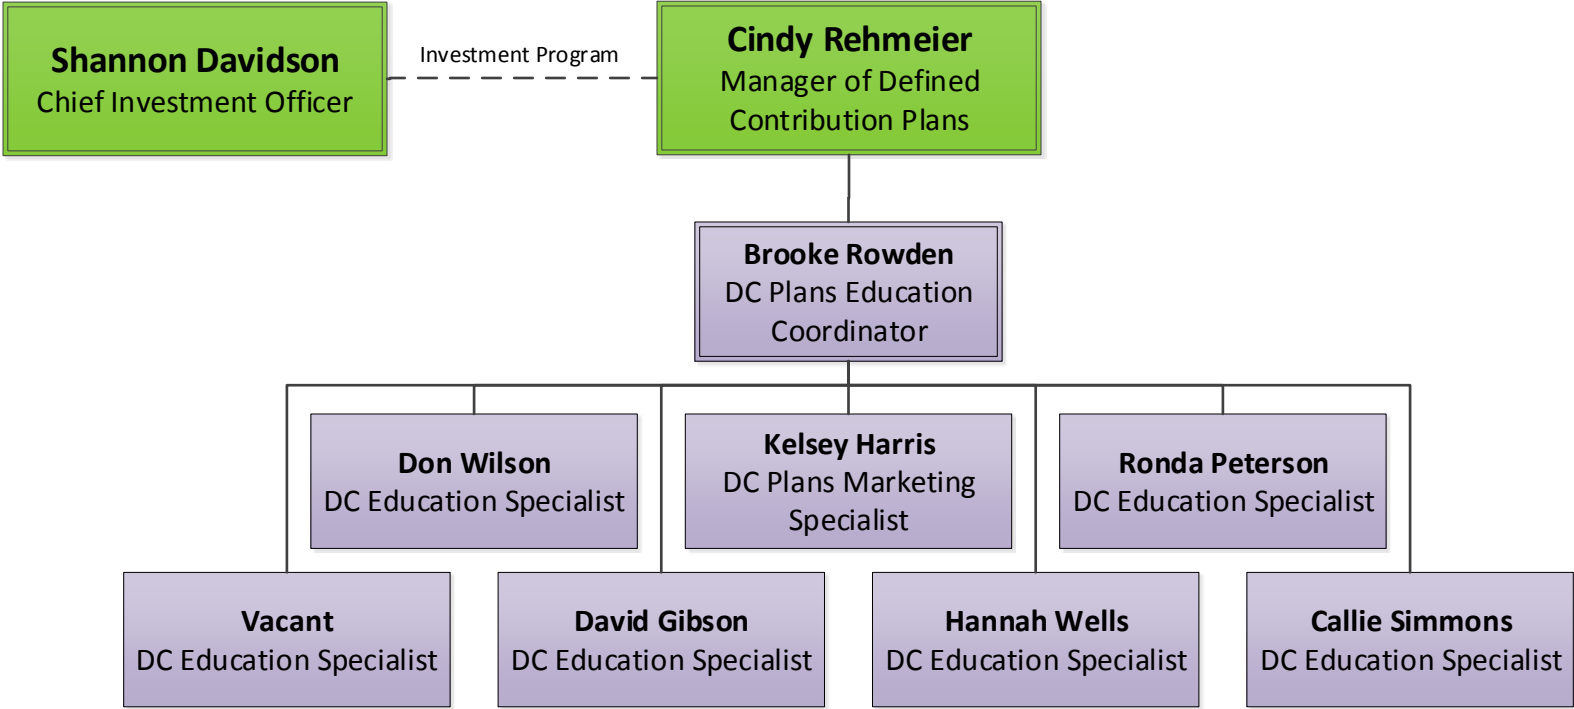 Shannon Davidson
Chief Investment Officer
Investment Program
Cindy Rehmeier
Manager of Defined
Contribution Plans
Brooke Rowden
DC Plans Education
Coordinator
Don Wilson
DC Education Specialist
Kelsey Harris
DC Plans Marketing
Specialist
Ronda Peterson
DC Education Specialist
Vacant
DC Education Specialist
David Gibson
DC Education Specialist
Hannah Wells
DC Education Specialist
Callie Simmons
DC Education Specialist